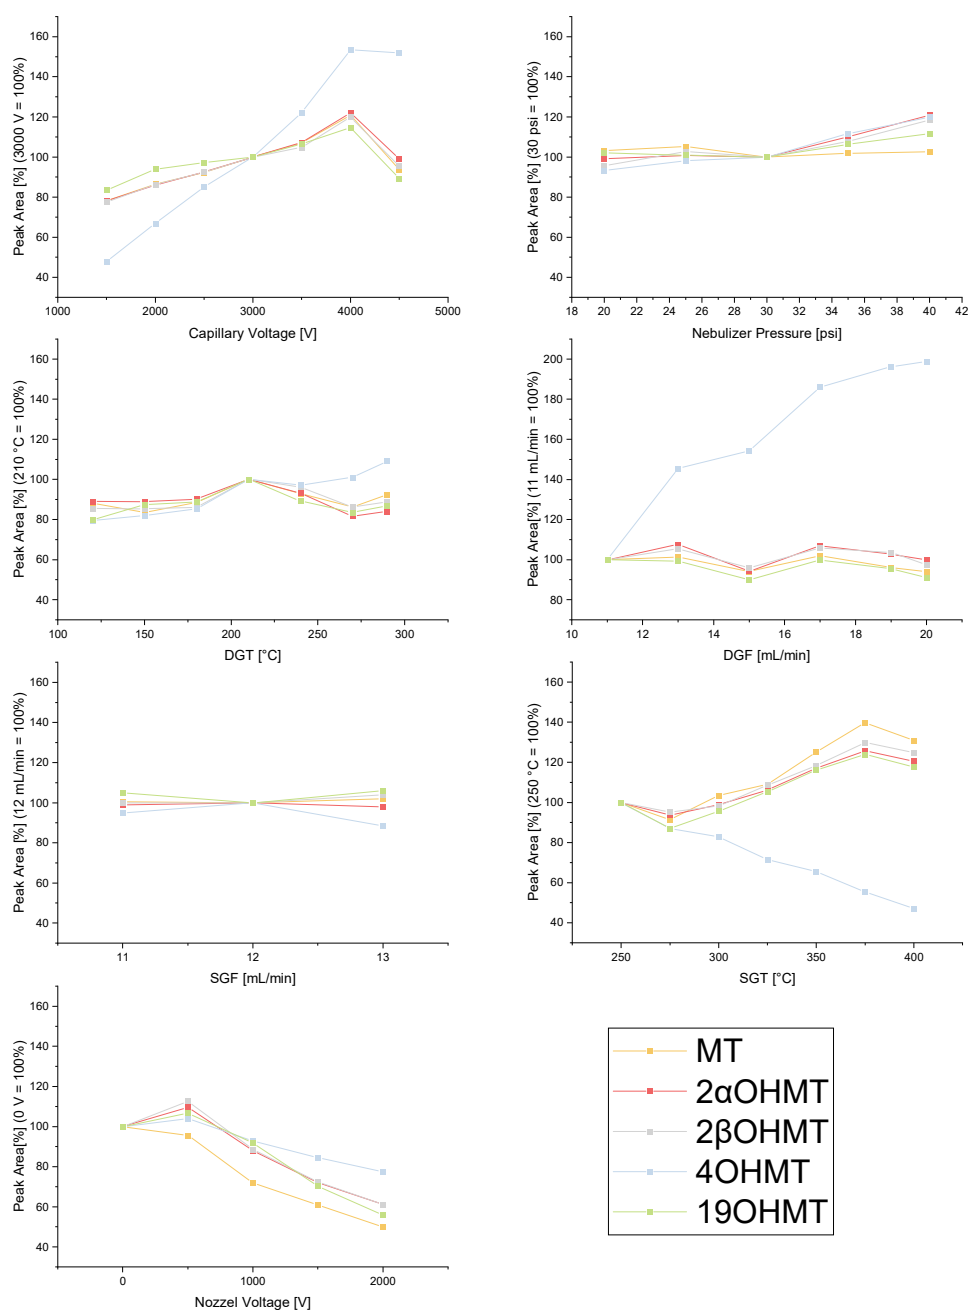 Peak Area [%] (3000 V = 100%)
160
140
120
100
80
60
40
1000 2000 3000 4000 5000
Capillary Voltage [V]
Peak Area [%] (30 psi = 100%)
160
140
120
100
80
60
40
18 20 22 24 26 28 30 32 34 36 38 40 42
Nebulizer Pressure [psi]
Peak Area [%] (210 °C = 100%)
160
140
120
100
80
60
40
100 150 200 250 300
DGT [°C]
Peak Area[%] (11 mL/min = 100%)
200
180
160
140
120
100
80
10 12 14 16 18 20
DGF [mL/min]
Peak Area [%] (12 mL/min = 100%)
160
140
120
100
80
60
40
11 12 13
SGF [mL/min]
Peak Area [%] (250 °C = 100%)
160
140
120
100
80
60
40
250 300 350 400
SGT [°C]
Peak Area[%] (0 V = 100%)
160
140
120
100
80
60
40
0 1000 2000
Nozzel Voltage [V]
MT
2αOHMT
2βOHMT
4OHMT
19OHMT